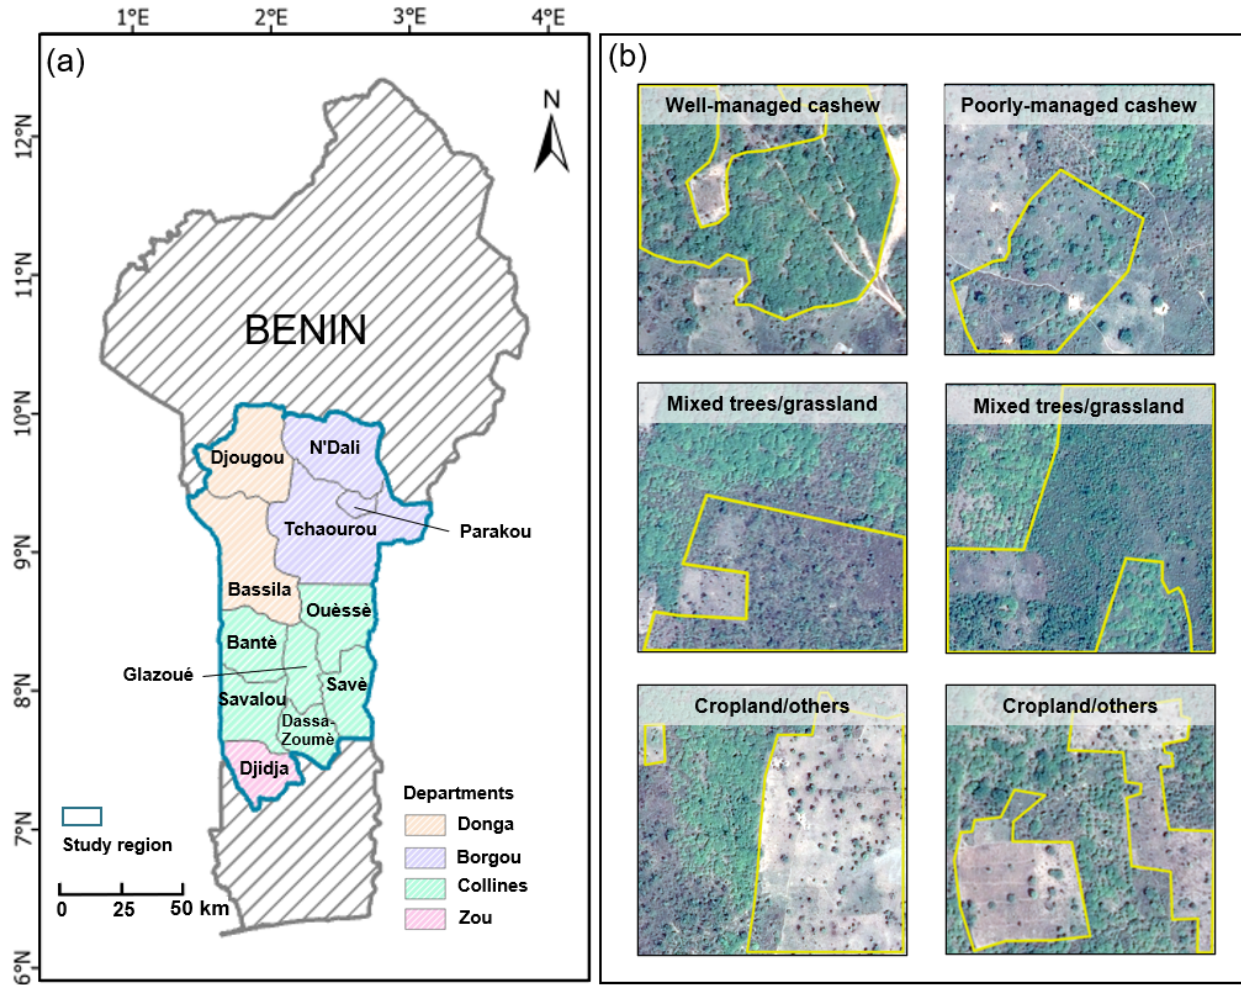 1°E 2°E 3°E 4°E
(a)
N
12°N
11°N
BENIN
10°N
N'Dali
Djougou
Tchaourou
Parakou
9°N
Bassila
Ouèssè
Bantè
Glazoué
8°N
Savè
Savalou
Dassa-
Zoumè
Djidja
Departments
7°N
Donga
Study region
Borgou
Collines
0 25 50 km
Zou
6°N
(b)
Well-managed cashew
Poorly-managed cashew
Mixed trees/grassland
Mixed trees/grassland
Cropland/others
Cropland/others